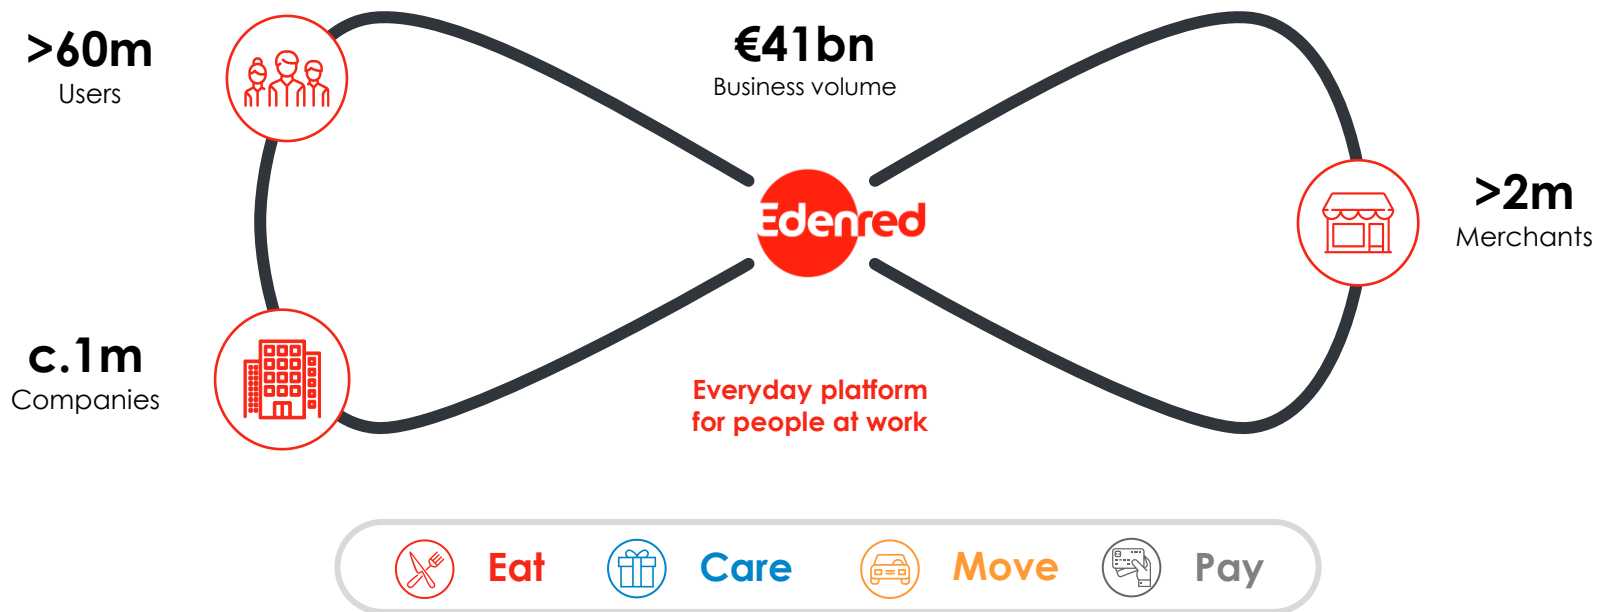 >60m
Users
€41bn
Business volume
Edenred
>2m
Merchants
c.1m
Companies
Everyday platform
for people at work
Eat
Care
Move
Pay